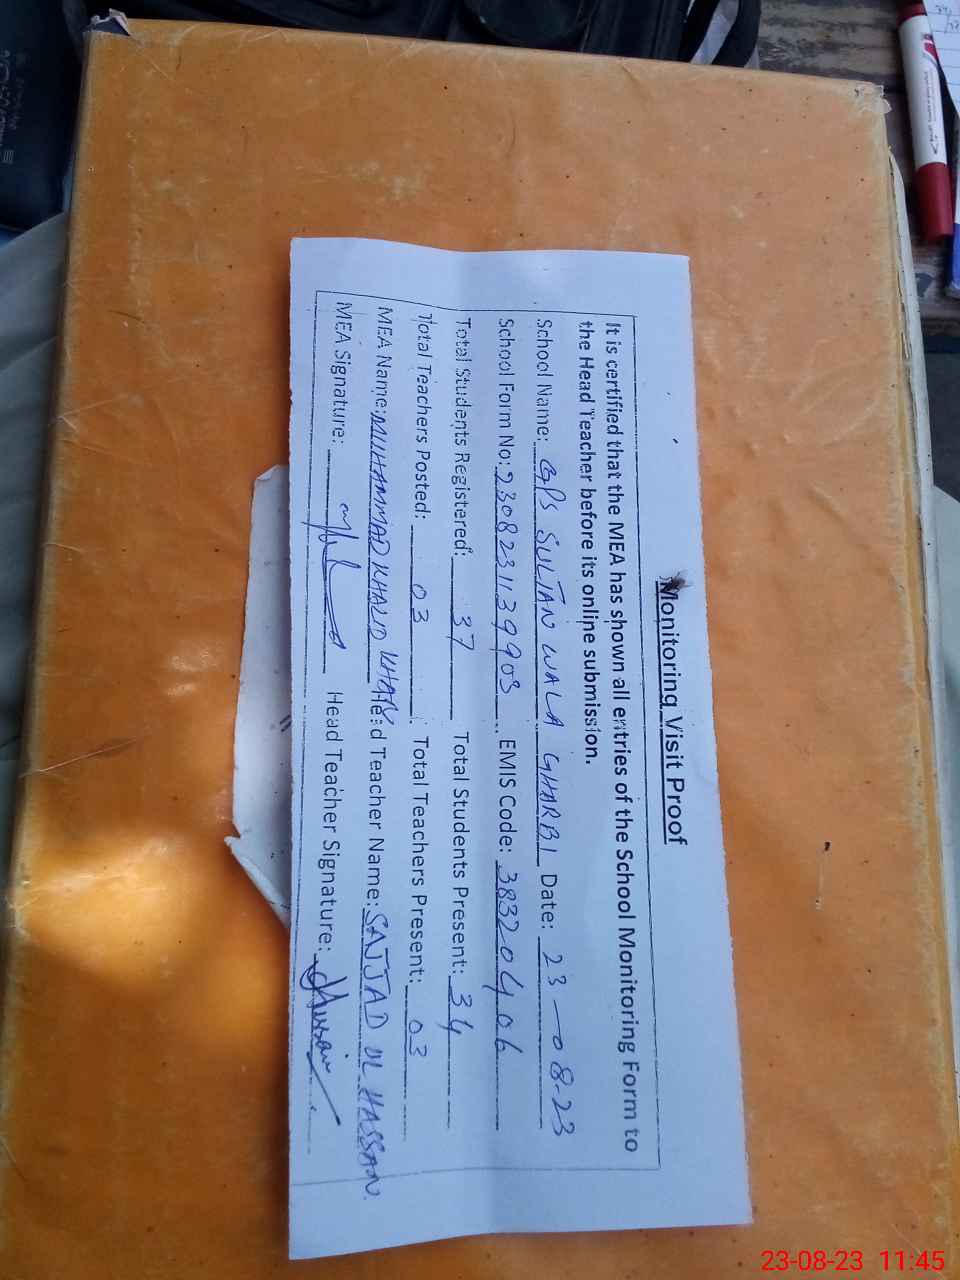 Monitoring Visit Proof
It is certified that the MEA has shown all entries of the School Monitoring Form to
the Head Teacher before its online submission.
School Name: GPS SULTAN WALA GHARBI Date: 23-08-23
School Form No: 230823113 9903 EMIS Code: 38320406
Total Students Registered: 37 Total Students Present: 34
Total Teachers Posted: 03 Total Teachers Present: 03
MEA Name: MUHAMMAD KHALID KHAN Head Teacher Name: SAJJAD UL HASSAN
MEA Signature: Head Teacher Signature:
23-08-23 11:45